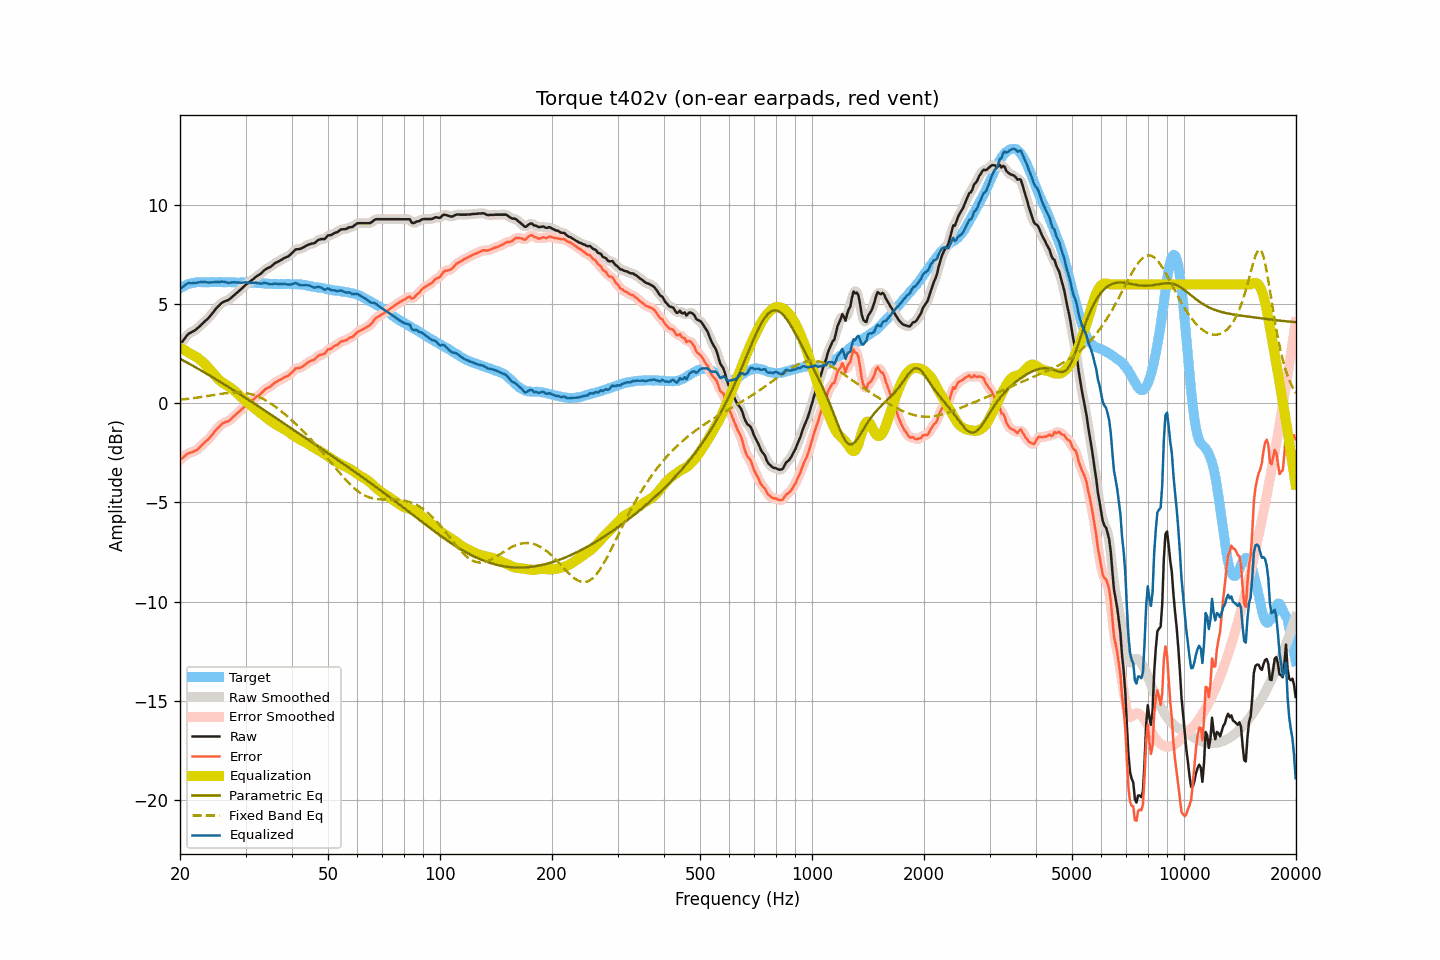 Torque t402v (on-ear earpads, red vent)
10
5
0
−5
−10
−15
−20
Amplitude (dBr)
Target
Raw Smoothed
Error Smoothed
Raw
Error
Equalization
Parametric Eq
Fixed Band Eq
Equalized
20 50 100 200 500 1000 2000 5000 10000 20000
Frequency (Hz)